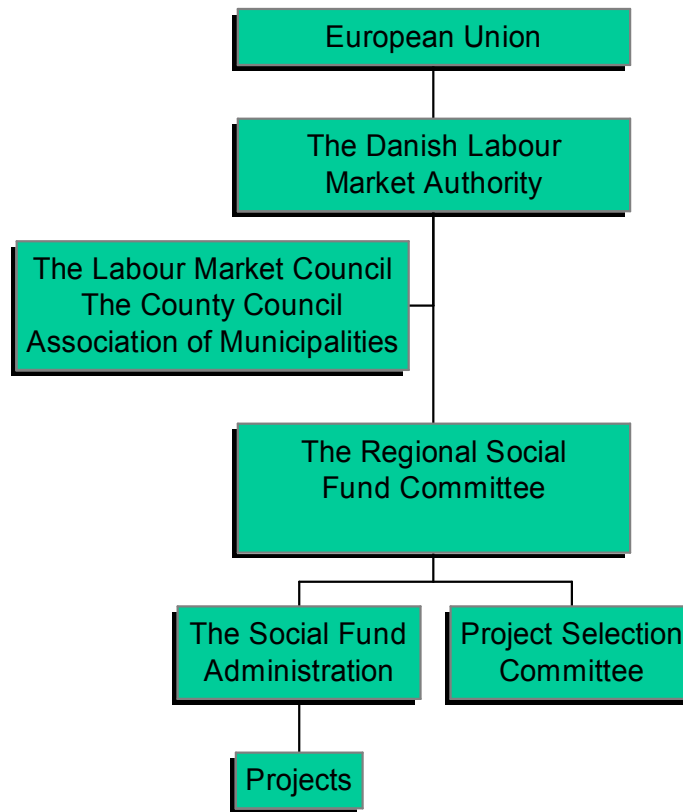 European Union
The Danish Labour
Market Authority
The Labour Market Council
The County Council
Association of Municipalities
The Regional Social
Fund Committee
The Social Fund
Administration
Project Selection
Committee
Projects